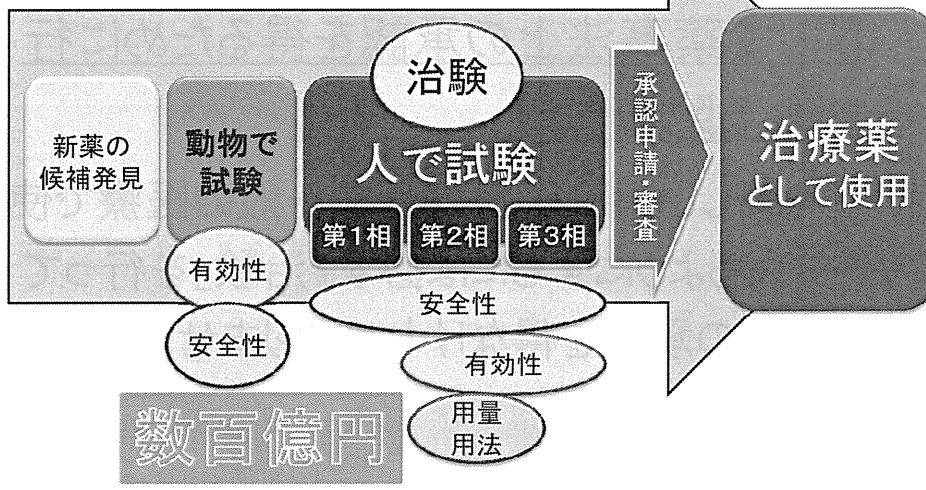 治験
新薬の
候補発見
動物で
試験
人で試験
第1相 第2相 第3相
承認申請・審査
治療薬
として使用
有効性
安全性
安全性
有効性
用量
用法
数百億円